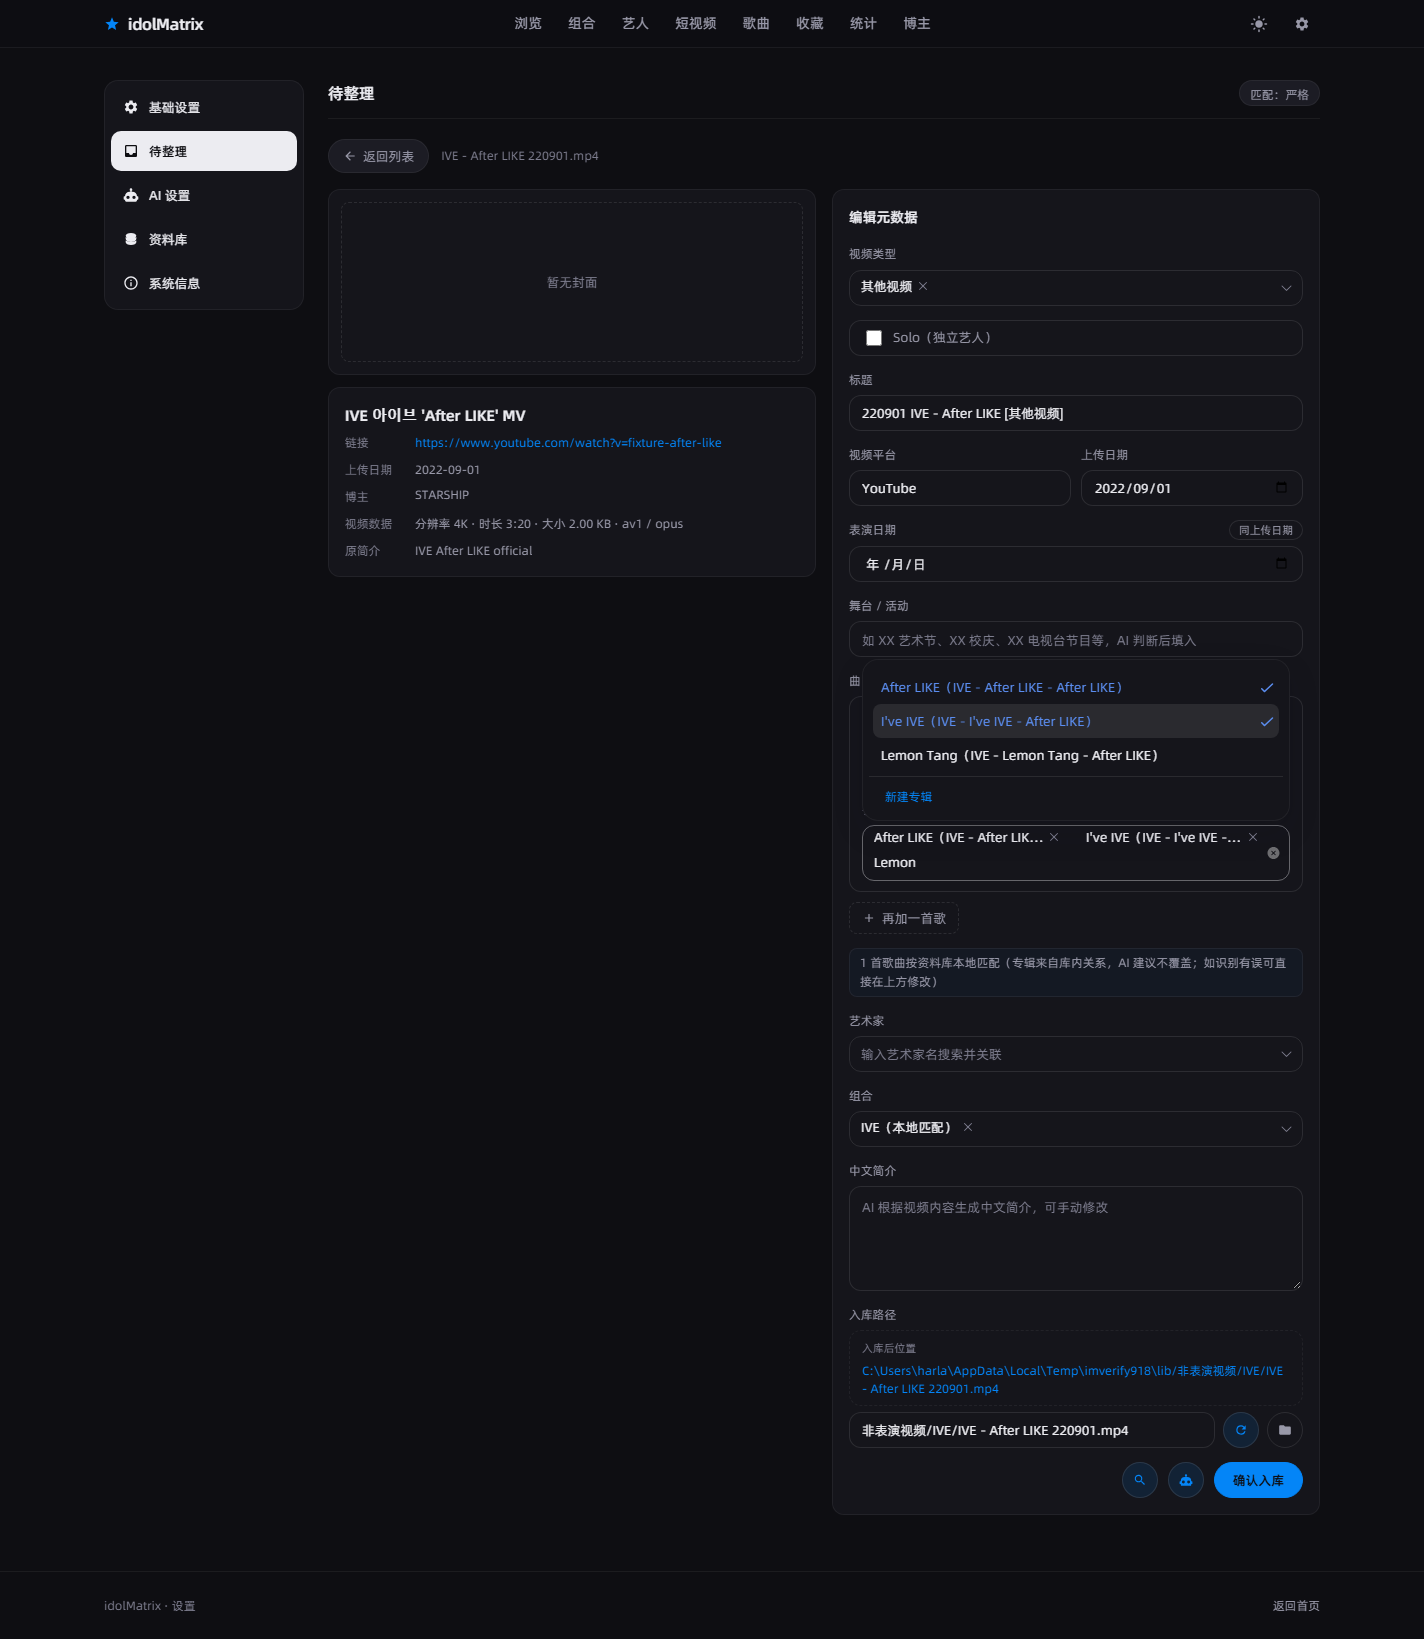 idolMatrix
浏览 组合 艺人 短视频 歌曲 收藏 统计 博主
基础设置
待整理
AI 设置
资料库
系统信息
待整理
匹配：严格
返回列表
IVE - After LIKE 220901.mp4
暂无封面
IVE 아이브 'After LIKE' MV
链接 https://www.youtube.com/watch?v=fixture-after-like
上传日期 2022-09-01
博主 STARSHIP
视频数据 分辨率 4K · 时长 3:20 · 大小 2.00 KB · av1 / opus
原简介 IVE After LIKE official
编辑元数据
视频类型
其他视频
Solo（独立艺人）
标题
220901 IVE - After LIKE [其他视频]
视频平台 上传日期
YouTube 2022/09/01
表演日期 同上传日期
年 /月/日
舞台 / 活动
如 XX 艺术节、XX 校庆、XX 电视台节目等，AI 判断后填入
曲
After LIKE（IVE - After LIKE - After LIKE）
I've IVE（IVE - I've IVE - After LIKE）
Lemon Tang（IVE - Lemon Tang - After LIKE）
新建专辑
After LIKE（IVE - After LIK... I've IVE（IVE - I've IVE -...
Lemon
再加一首歌
1 首歌曲按资料库本地匹配（专辑来自库内关系，AI 建议不覆盖；如识别有误可直
接在上方修改）
艺术家
输入艺术家名搜索并关联
组合
IVE（本地匹配）
中文简介
AI 根据视频内容生成中文简介，可手动修改
入库路径
入库后位置
C:\Users\harla\AppData\Local\Temp\imverify918\lib/非表演视频/IVE/IVE
- After LIKE 220901.mp4
非表演视频/IVE/IVE - After LIKE 220901.mp4
确认入库
idolMatrix · 设置
返回首页